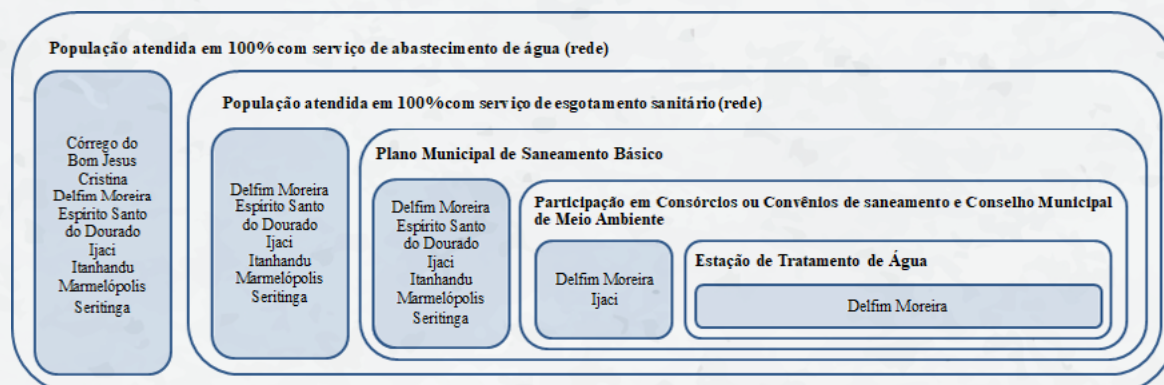 População atendida em 100% com serviço de abastecimento de água (rede)
Córrego do
Bom Jesus
Cristina
Delfim Moreira
Espírito Santo
do Dourado
Ijaci
Itanhandu
Marmelópolis
Seritinga
População atendida em 100% com serviço de esgotamento sanitário (rede)
Delfim Moreira
Espírito Santo
do Dourado
Ijaci
Itanhandu
Marmelópolis
Seritinga
Plano Municipal de Saneamento Básico
Delfim Moreira
Espírito Santo
do Dourado
Ijaci
Itanhandu
Marmelópolis
Seritinga
Participação em Consórcios ou Convênios de saneamento e Conselho Municipal
de Meio Ambiente
Delfim Moreira
Ijaci
Estação de Tratamento de Água
Delfim Moreira